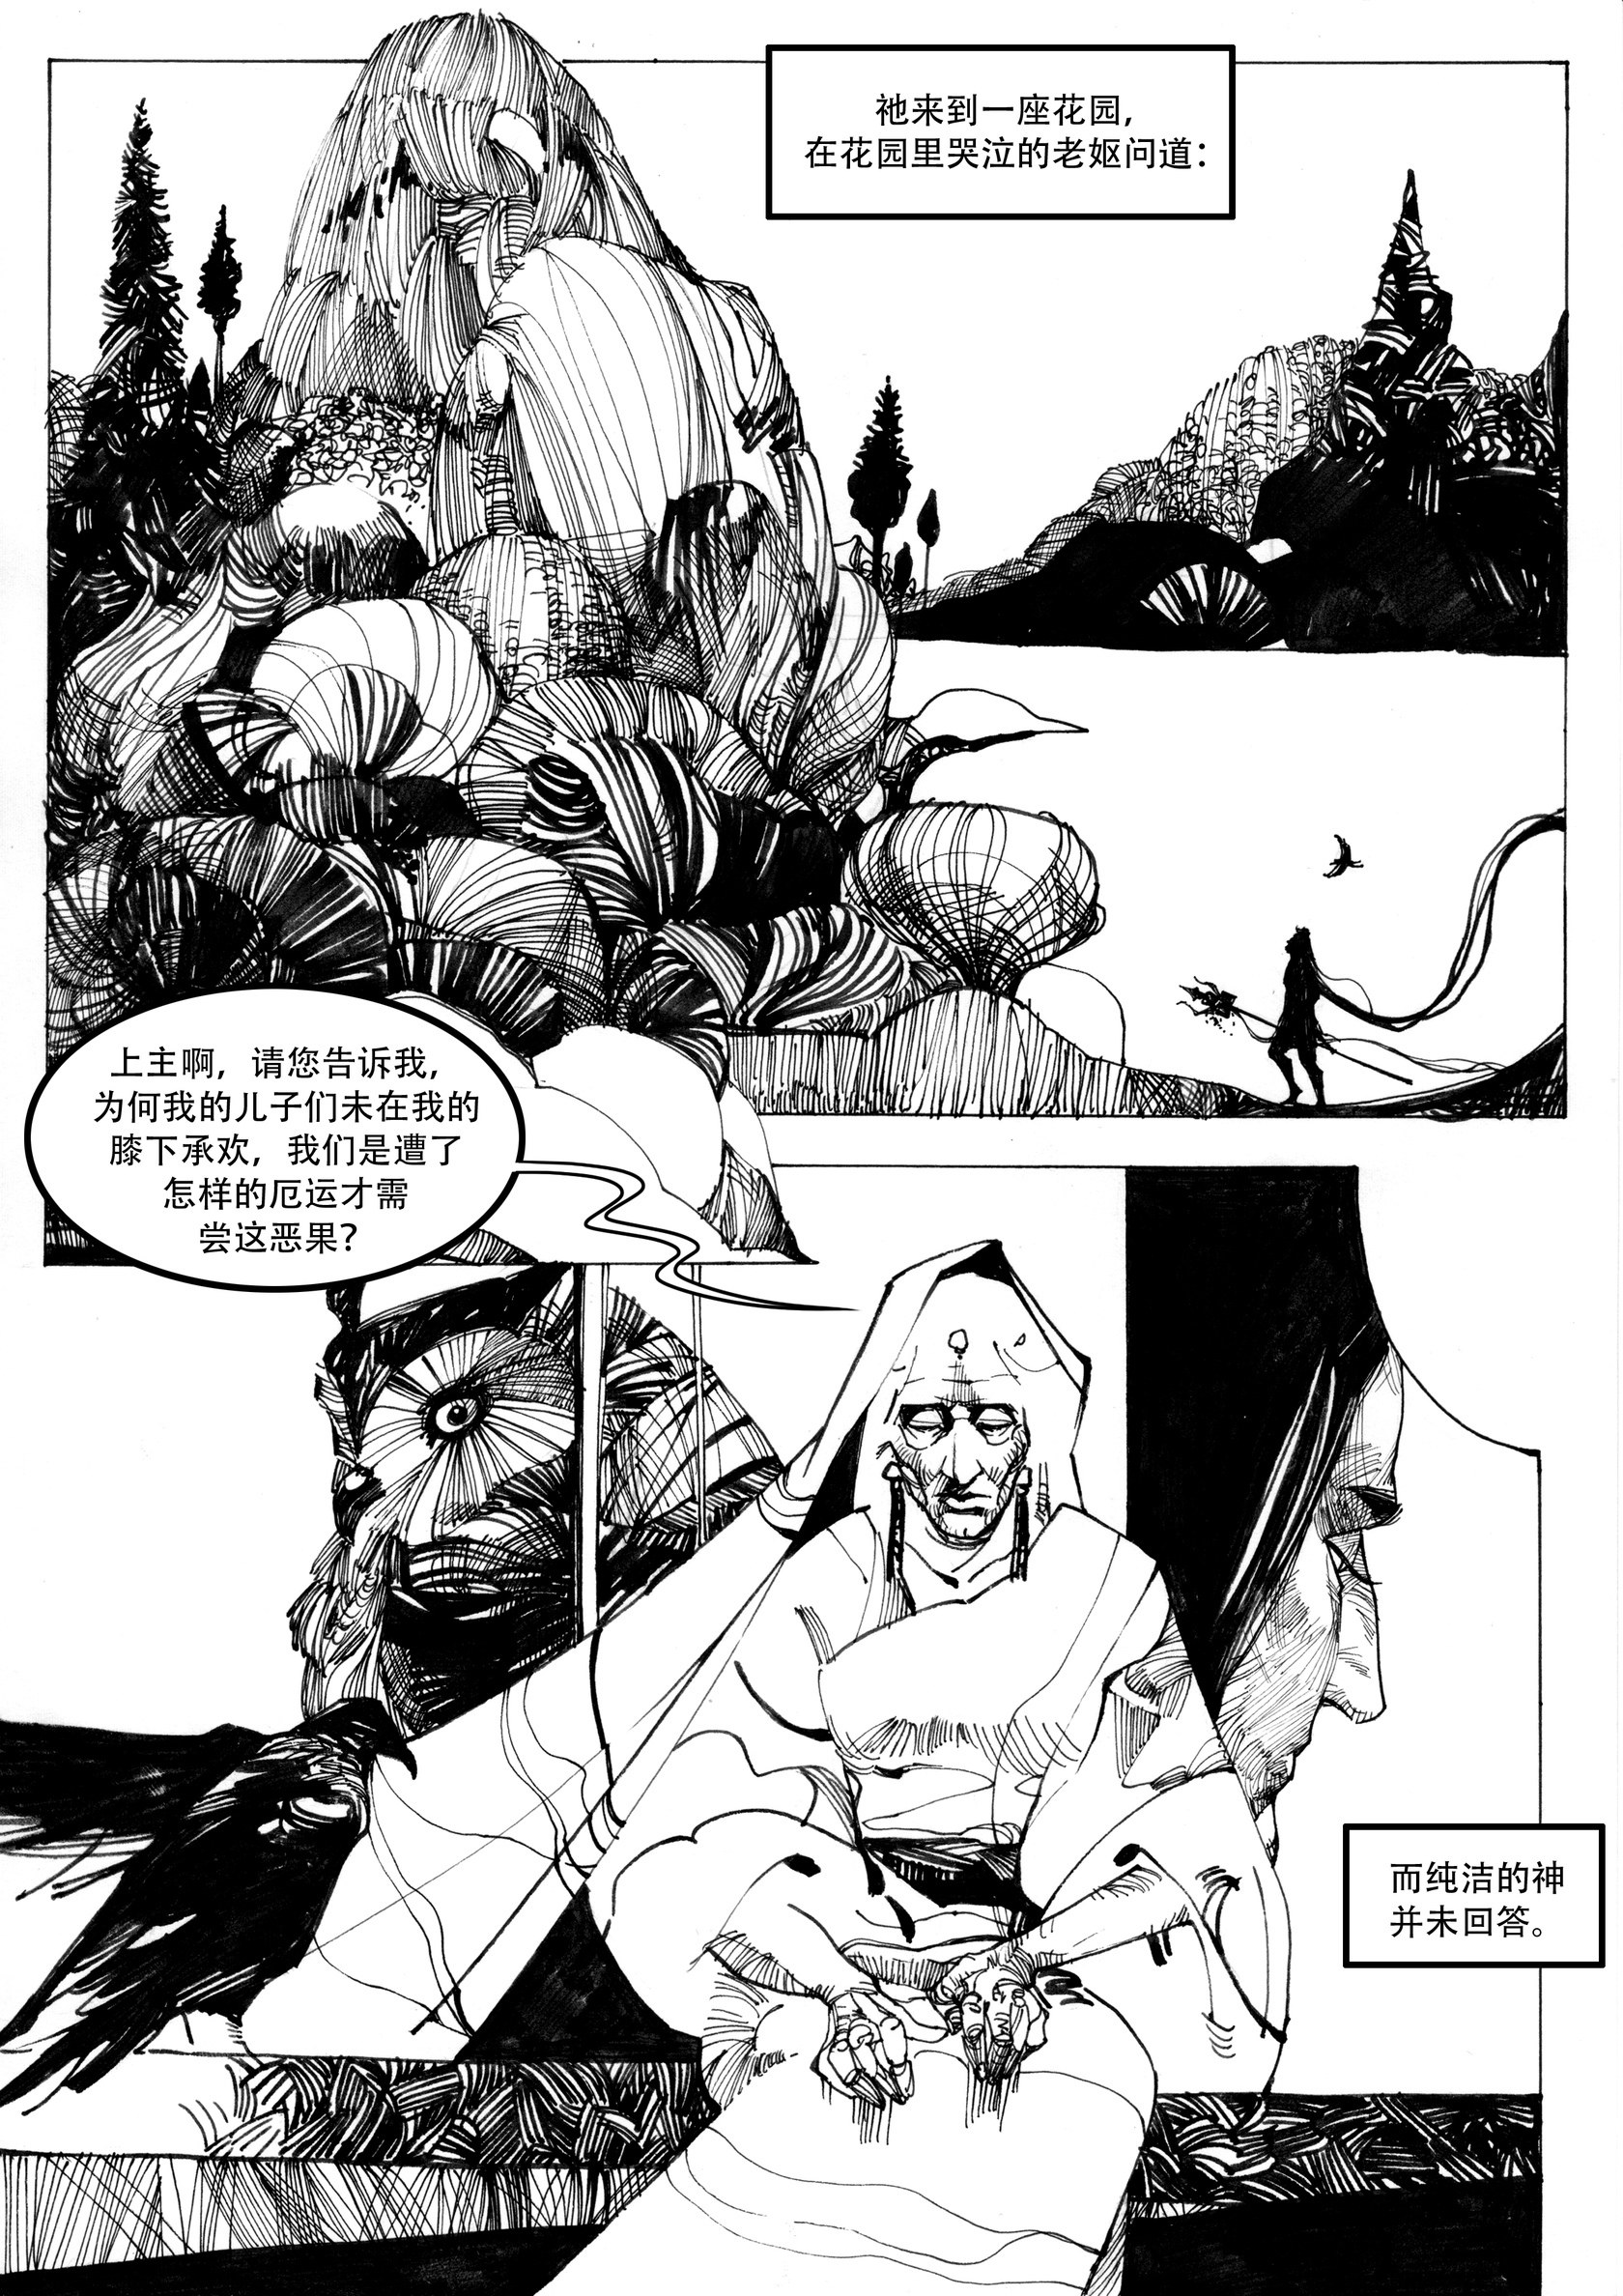 祂来到一座花园，
在花园里哭泣的老妪问道：
上主啊，请您告诉我，
为何我的儿子们未在我的
膝下承欢，我们是遭了
怎样的厄运才需
尝这恶果？
而纯洁的神
并未回答。